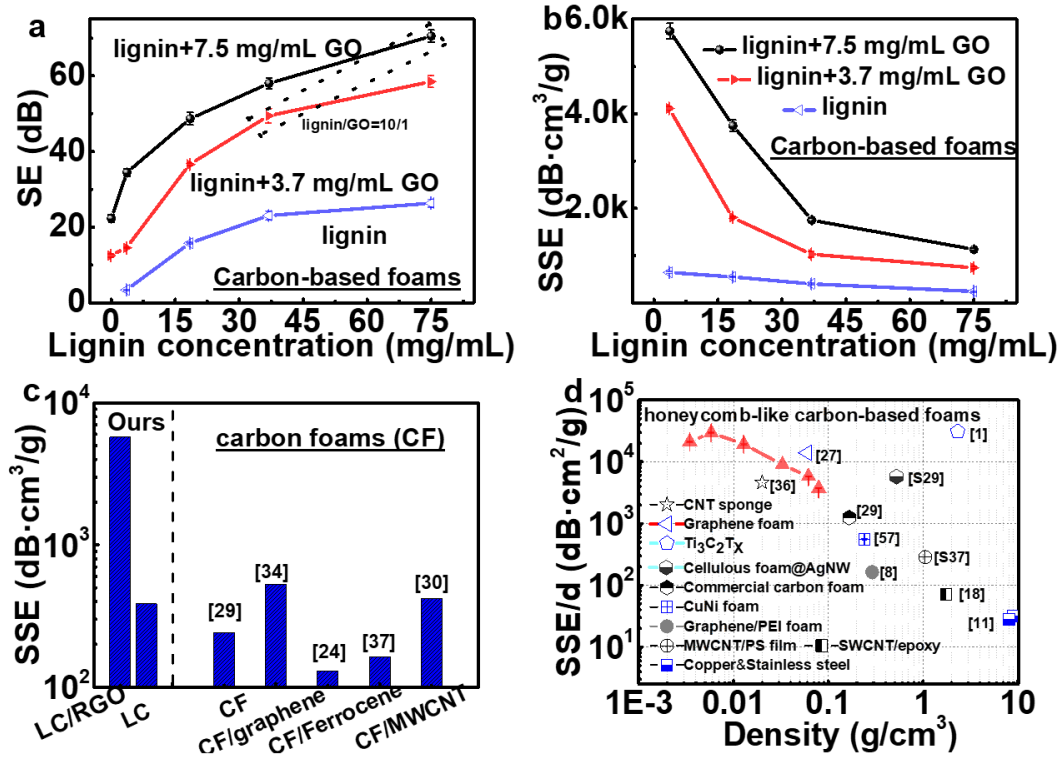 a
SE (dB)
60
40
20
0
lignin+7.5 mg/mL GO
lignin/GO=10/1
lignin+3.7 mg/mL GO
lignin
Carbon-based foams
0 15 30 45 60 75
Lignin concentration (mg/mL)
b
SSE (dB·cm³/g)
6.0k
4.0k
2.0k
lignin+7.5 mg/mL GO
lignin+3.7 mg/mL GO
lignin
Carbon-based foams
0 15 30 45 60 75
Lignin concentration (mg/mL)
c
SSE (dB·cm³/g)
10⁴
10³
10²
Ours
carbon foams (CF)
[29]
[34]
[24]
[37]
[30]
LC/RGO
LC
CF
CF/graphene
CF/Ferrocene
CF/MWCNT
d
SSE/d (dB·cm²/g)
10⁵
10⁴
10³
10²
10¹
honeycomb-like carbon-based foams
[1]
[27]
[36]
[S29]
[29]
[57]
[8]
[S37]
[18]
[11]
CNT sponge
Graphene foam
Ti₃C₂Tₓ
Cellulous foam@AgNW
Commercial carbon foam
CuNi foam
Graphene/PEI foam
MWCNT/PS film
SWCNT/epoxy
Copper&Stainless steel
1E-3 0.01 0.1 1 10
Density (g/cm³)